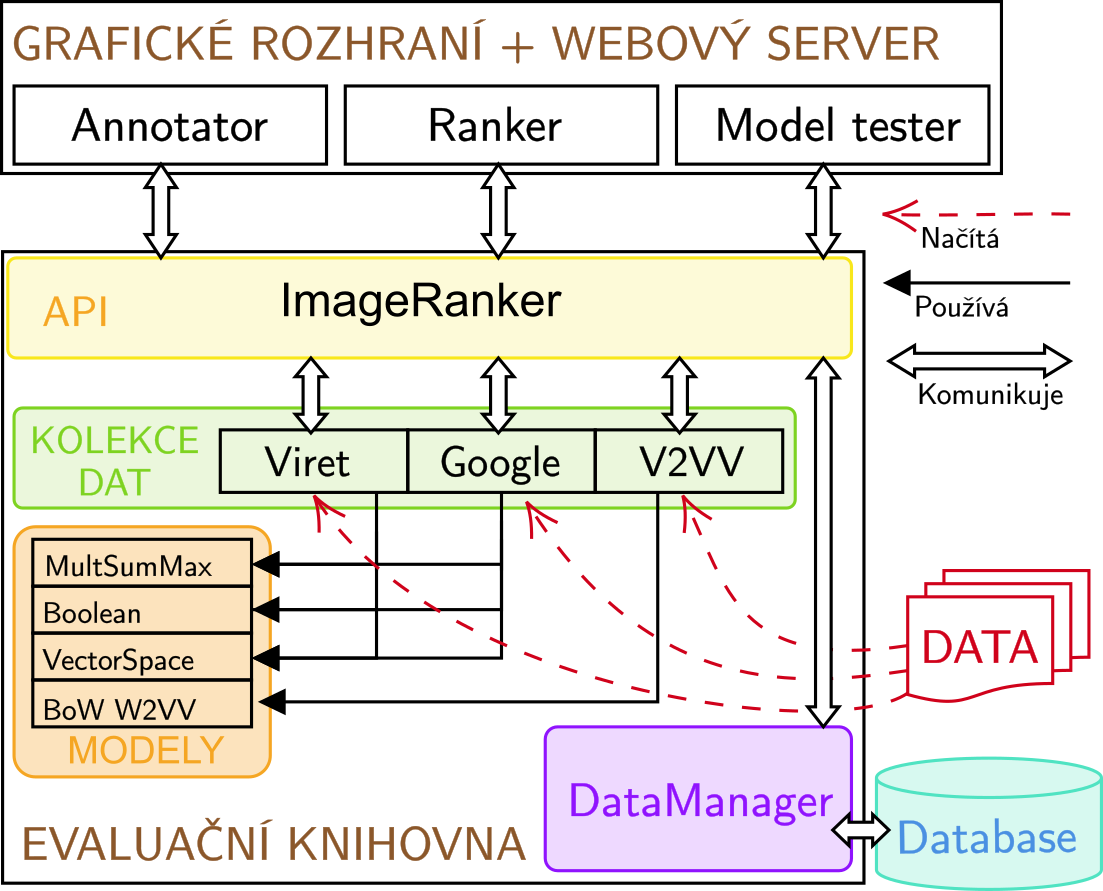 GRAFICKÉ ROZHRANÍ + WEBOVÝ SERVER
Annotator
Ranker
Model tester
Načítá
Používá
Komunikuje
API
ImageRanker
KOLEKCE
DAT
Viret
Google
V2VV
MultSumMax
Boolean
VectorSpace
BoW W2VV
MODELY
DATA
DataManager
Database
EVALUAČNÍ KNIHOVNA